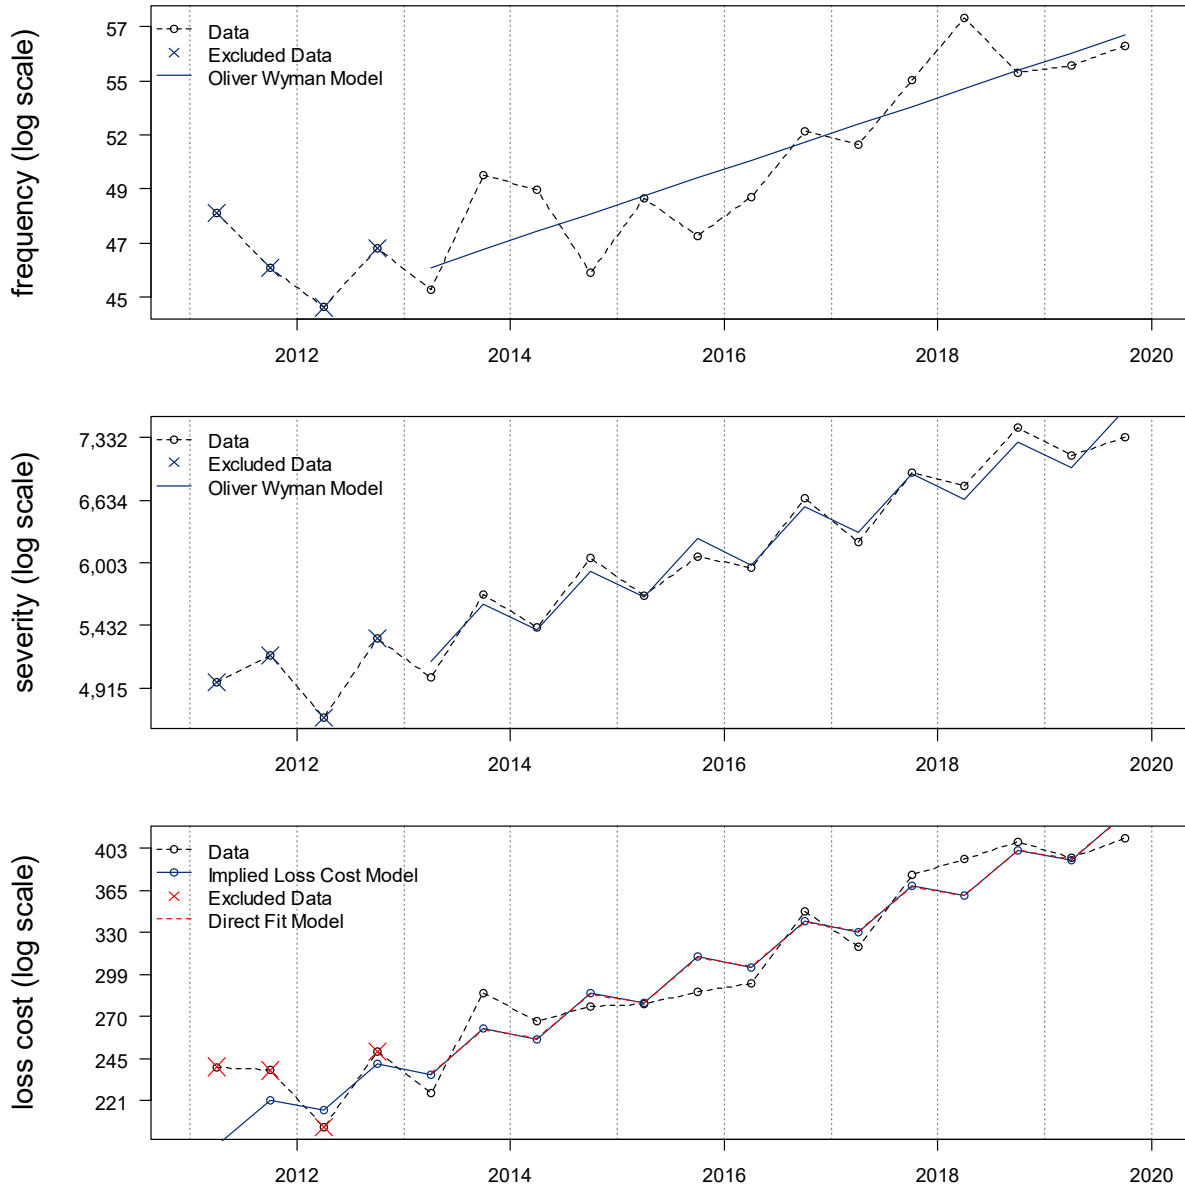 frequency (log scale)
57
55
52
49
47
45
Data
Excluded Data
Oliver Wyman Model
2012
2014
2016
2018
2020
severity (log scale)
7,332
6,634
6,003
5,432
4,915
Data
Excluded Data
Oliver Wyman Model
2012
2014
2016
2018
2020
loss cost (log scale)
403
365
330
299
270
245
221
Data
Implied Loss Cost Model
Excluded Data
Direct Fit Model
2012
2014
2016
2018
2020